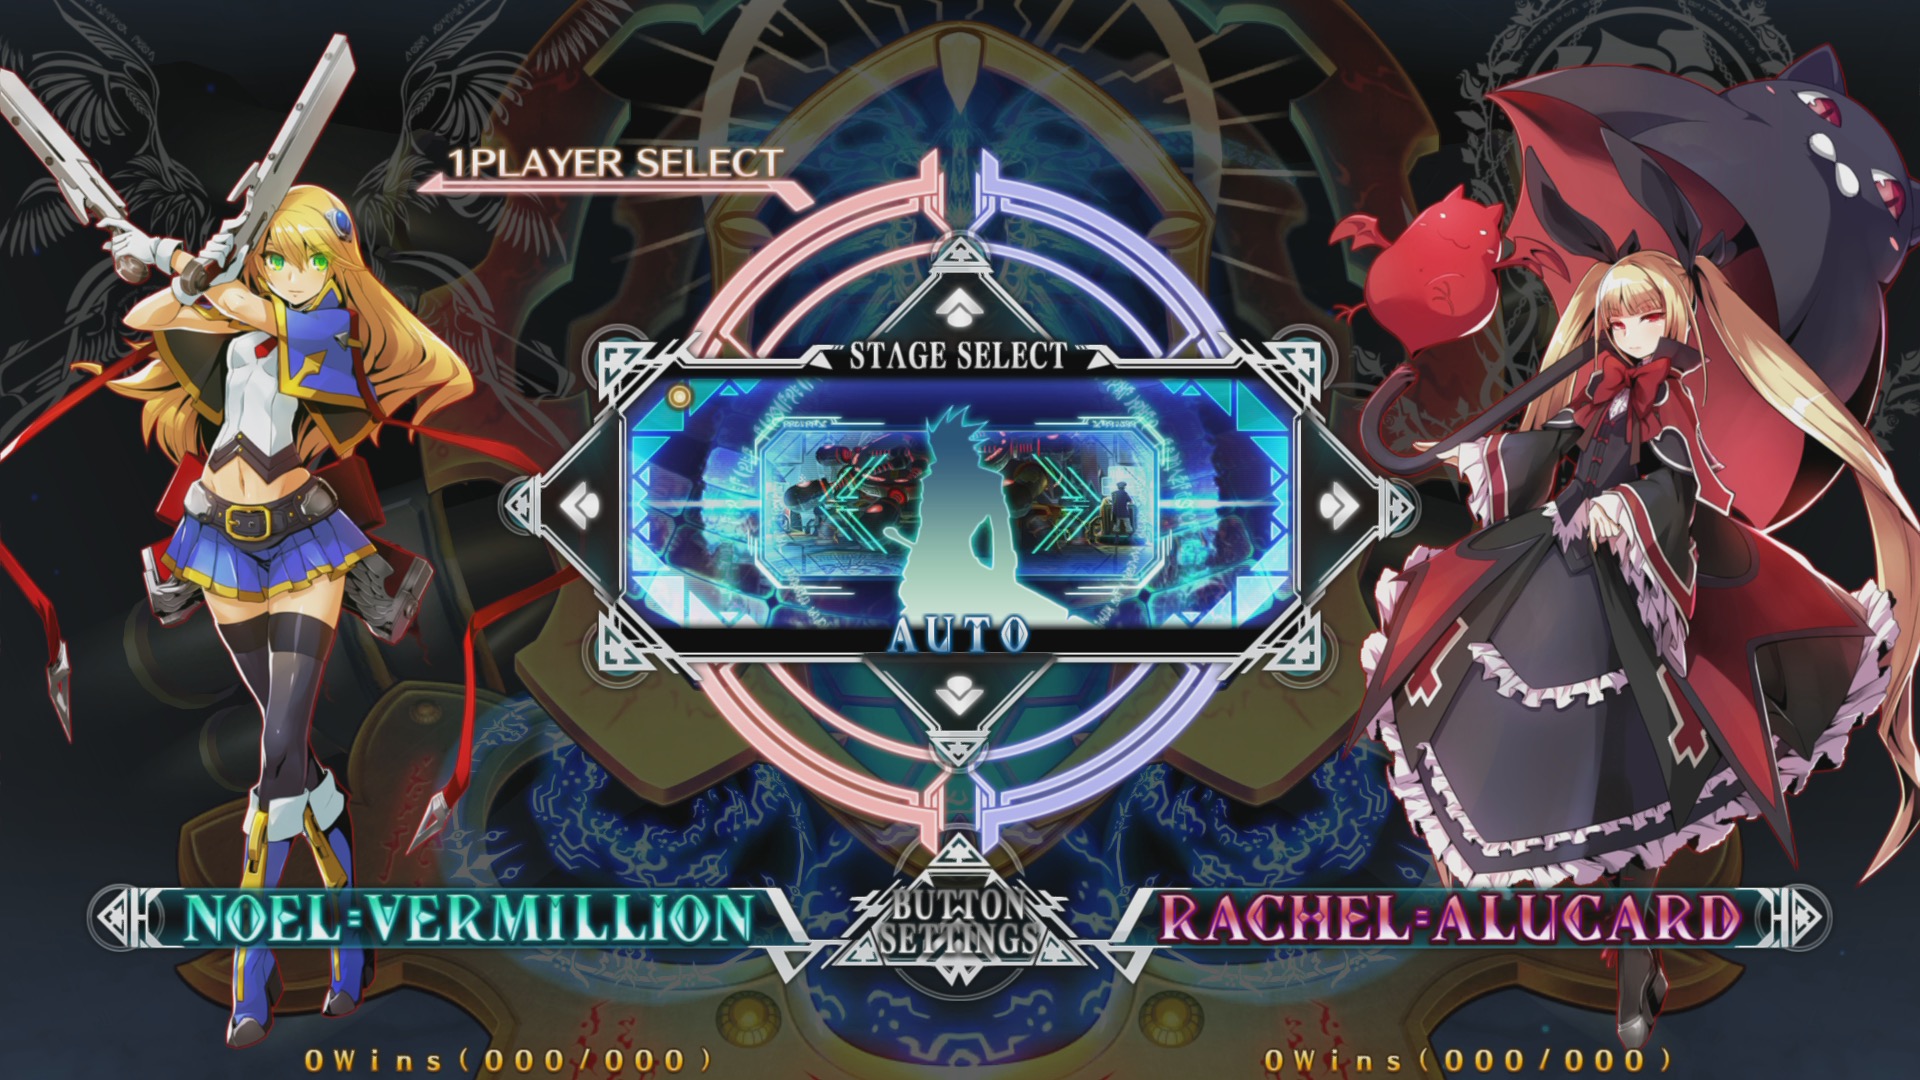 1PLAYER SELECT
STAGE SELECT
AUTO
NOEL=VERMILLION
BUTTON
SETTINGS
RACHEL=ALUCARD
0Wins(000/000)
0Wins(000/000)